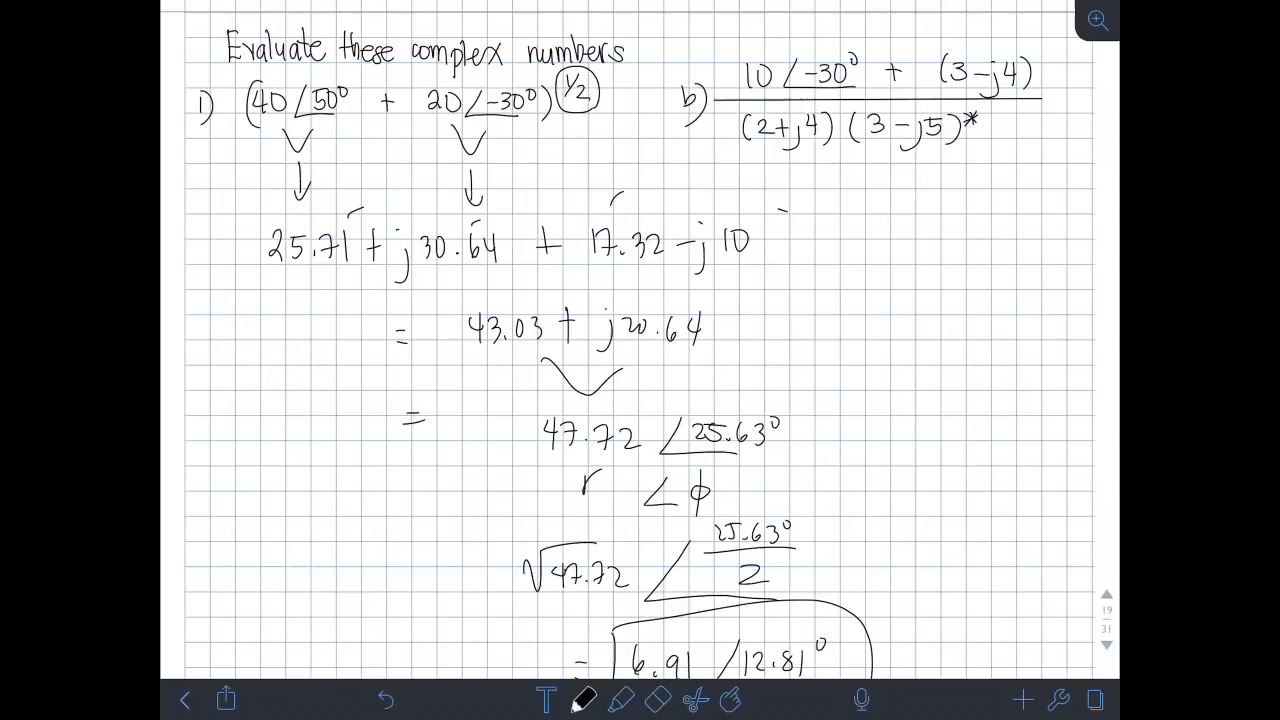 Evaluate these complex numbers
1) (40∠50° + 20∠-30°)^(1/2)
b) 10∠-30° + (3-j4)
(2+j4)(3-j5)*
25.71 + j30.64 + 17.32 - j10
= 43.03 + j20.64
= 47.72 ∠25.63°
r ∠ϕ
√47.72 ∠ 25.63°
2
= 6.91 ∠12.81°
19
31
T